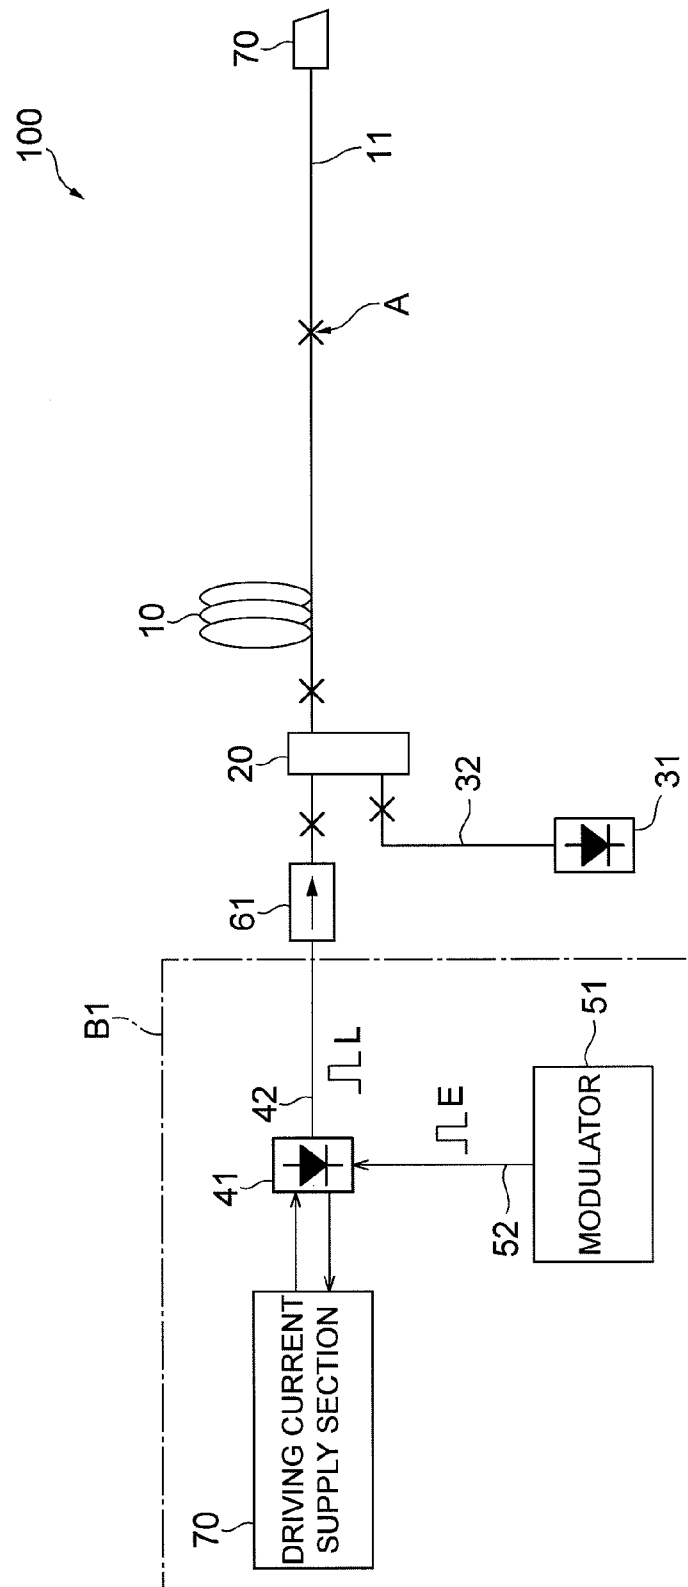 100
70
11
A
10
20
32
31
61
B1
42
L
41
E
52
51
MODULATOR
DRIVING CURRENT
SUPPLY SECTION
70